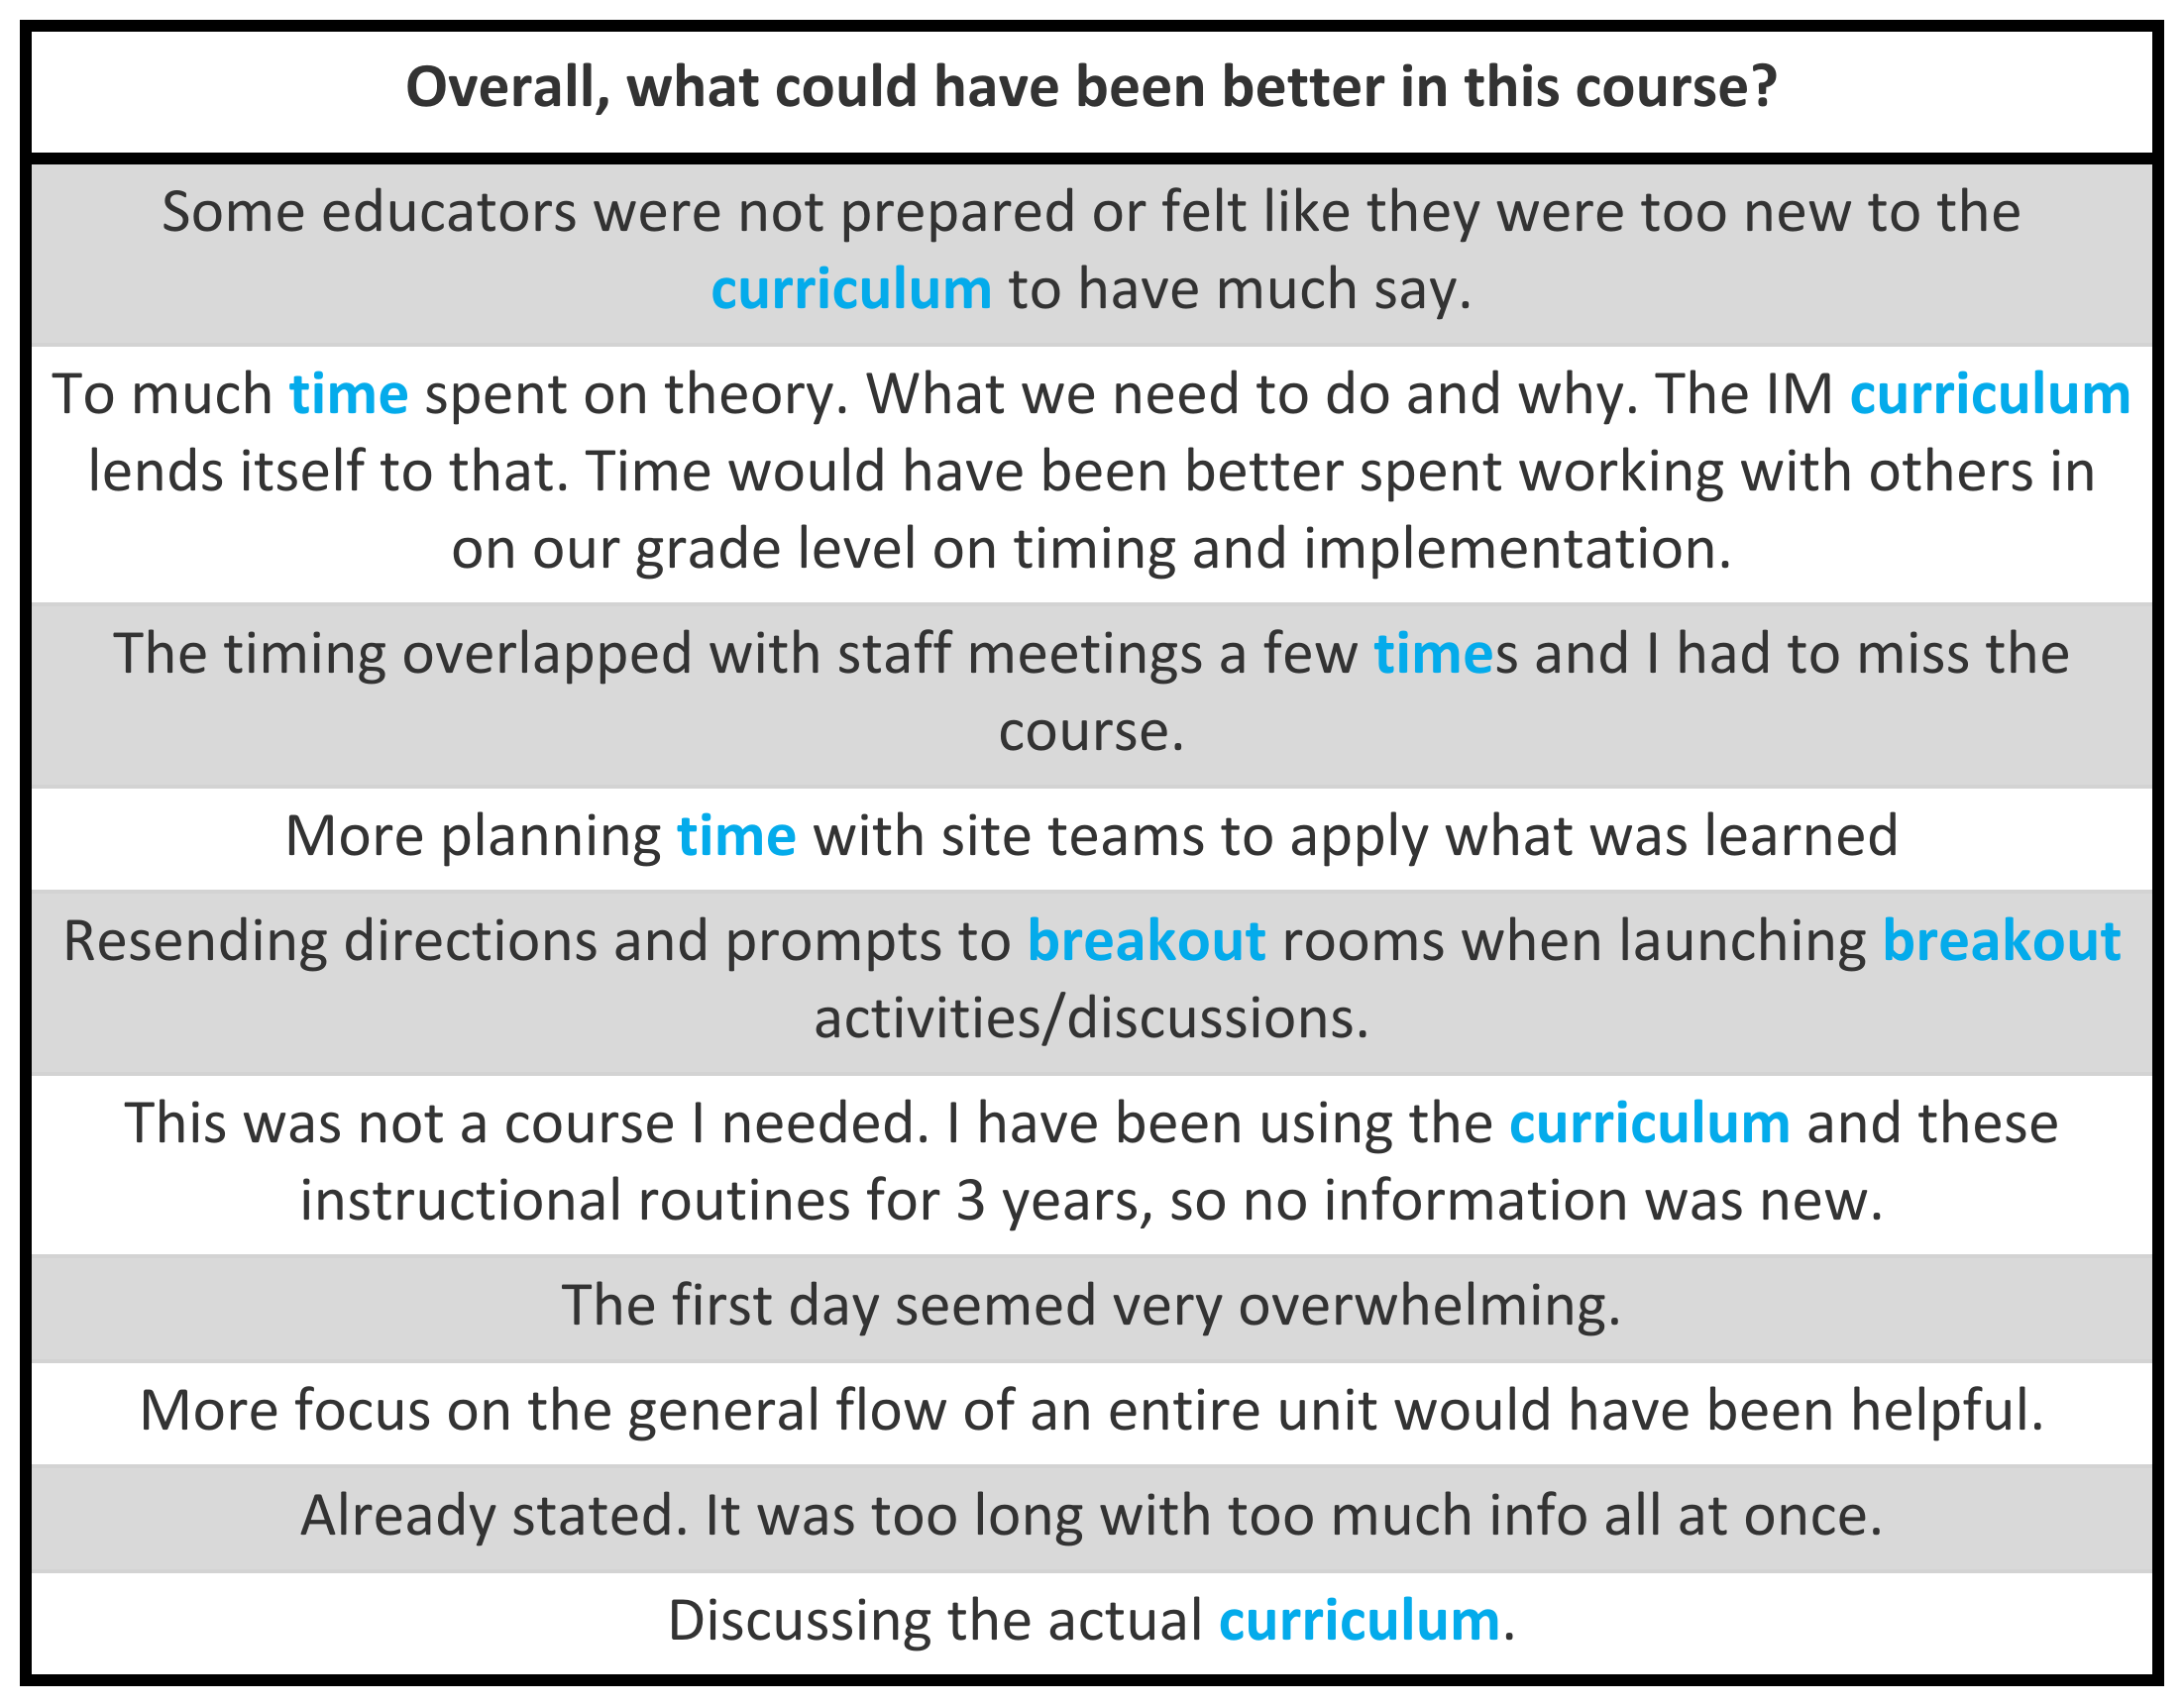 Overall, what could have been better in this course?
Some educators were not prepared or felt like they were too new to the
curriculum to have much say.
To much time spent on theory. What we need to do and why. The IM curriculum
lends itself to that. Time would have been better spent working with others in
on our grade level on timing and implementation.
The timing overlapped with staff meetings a few times and I had to miss the
course.
More planning time with site teams to apply what was learned
Resending directions and prompts to breakout rooms when launching breakout
activities/discussions.
This was not a course I needed. I have been using the curriculum and these
instructional routines for 3 years, so no information was new.
The first day seemed very overwhelming.
More focus on the general flow of an entire unit would have been helpful.
Already stated. It was too long with too much info all at once.
Discussing the actual curriculum.